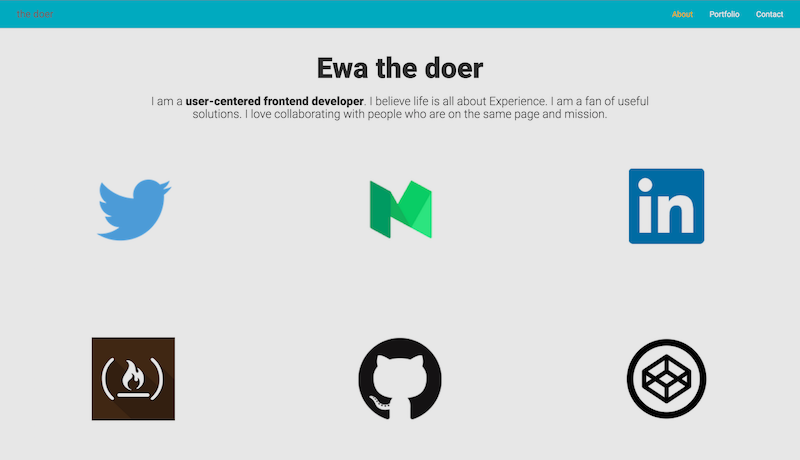 the doer
About Portfolio Contact
Ewa the doer
I am a user-centered frontend developer. I believe life is all about Experience. I am a fan of useful
solutions. I love collaborating with people who are on the same page and mission.
in